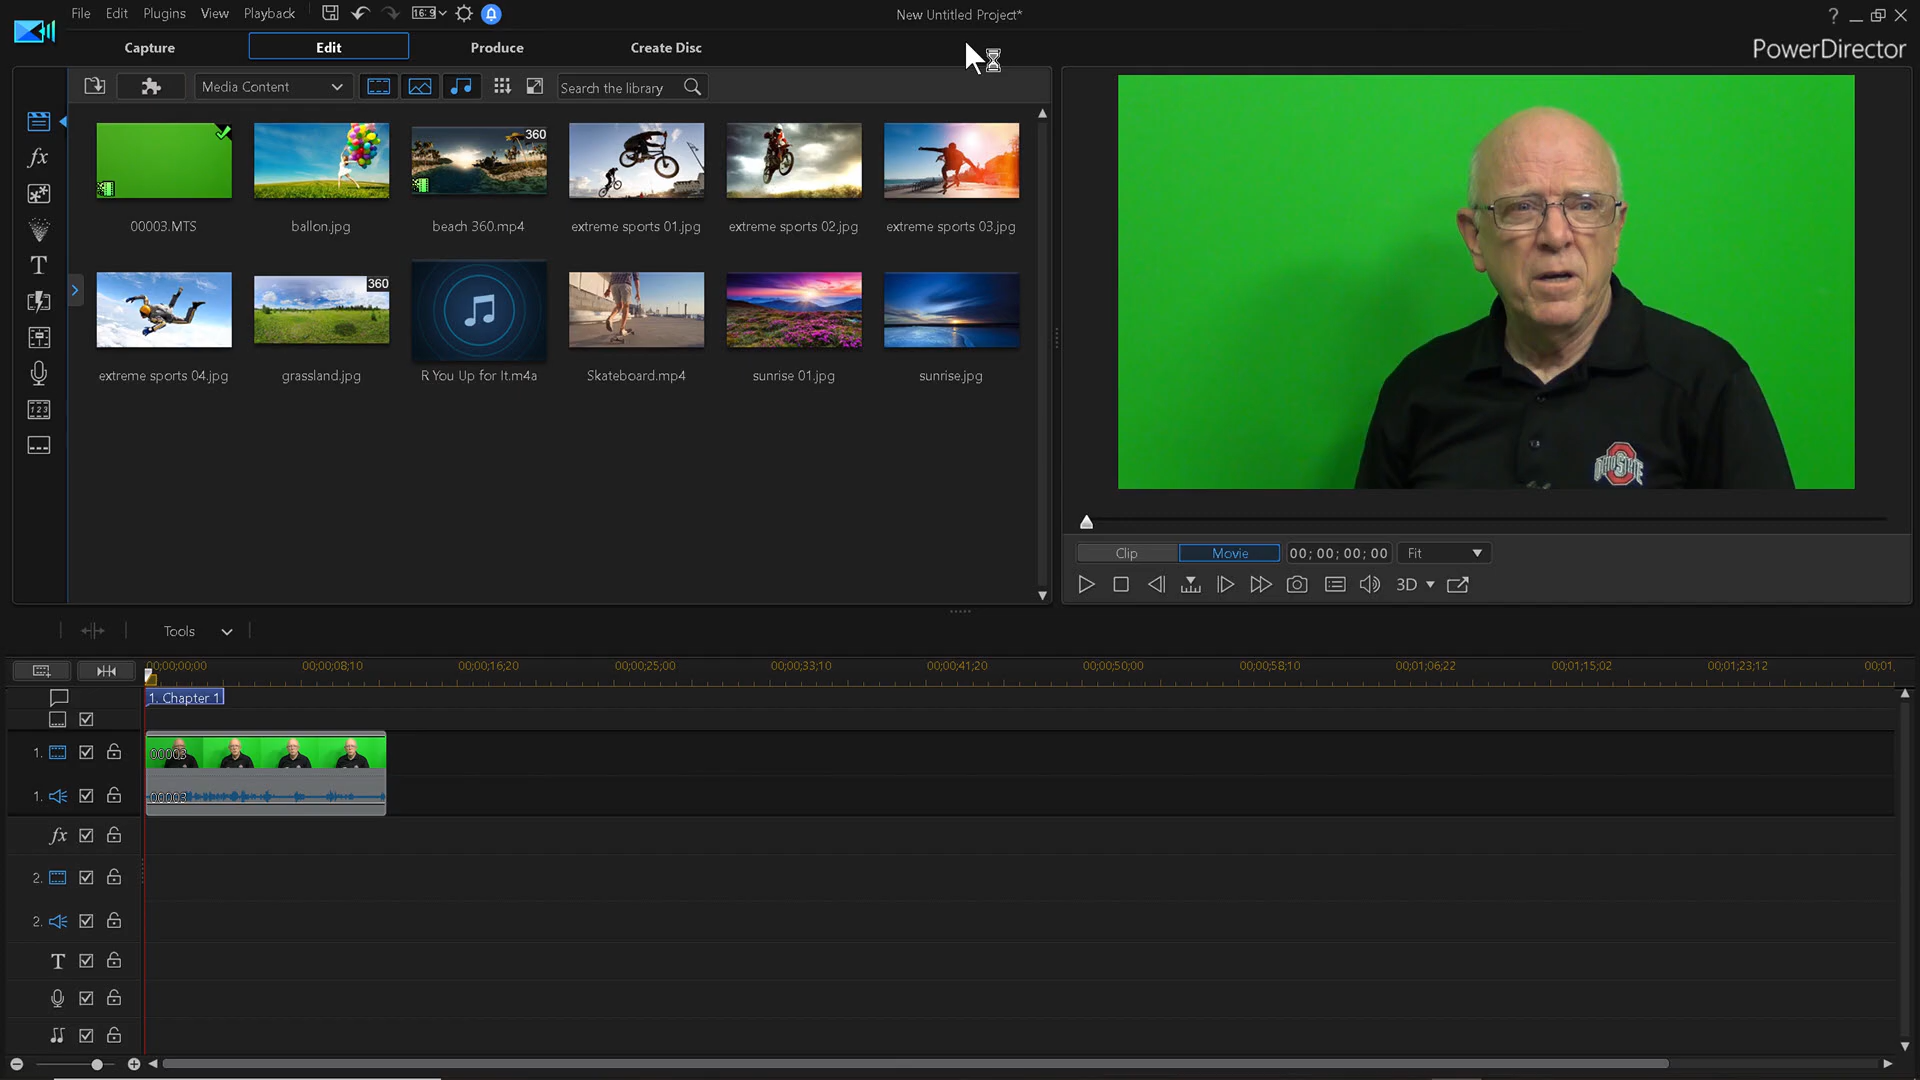 File Edit Plugins View Playback 16:9 New Untitled Project* ?
Capture Edit Produce Create Disc PowerDirector
Media Content Search the library
360
00003.MTS ballon.jpg beach 360.mp4 extreme sports 01.jpg extreme sports 02.jpg extreme sports 03.jpg
360
extreme sports 04.jpg grassland.jpg R You Up for It.m4a Skateboard.mp4 sunrise 01.jpg sunrise.jpg
fx
T
123
OHIO STATE
Clip Movie 00; 00; 00; 00 Fit
3D
Tools
00;00;00;00 00;00;08;10 00;00;16;20 00;00;25;00 00;00;33;10 00;00;41;20 00;00;50;00 00;00;58;10 00;01;06;22 00;01;15;02 00;01;23;12 00;01,
1. Chapter 1
1. 00003
1. 00003
fx
2.
2.
T